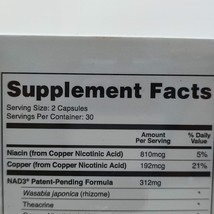 Supplement Facts
Serving Size: 2 Capsules
Servings Per Container: 30
Amount Per Serving % Daily Value
Niacin (from Copper Nicotinic Acid) 810mcg 5%
Copper (from Copper Nicotinic Acid) 192mcg 21%
NAD3® Patent-Pending Formula 312mg
Wasabia japonica (rhizome) *
Theacrine *